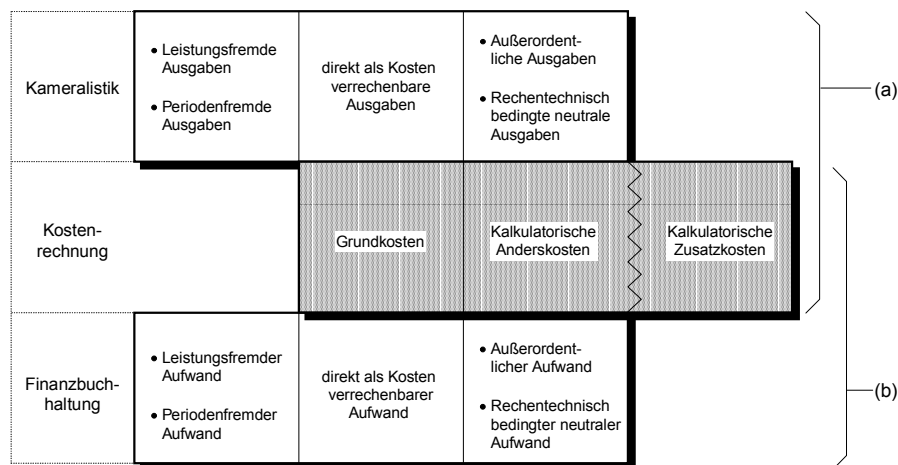 Kameralistik
• Leistungsfremde
Ausgaben
• Periodenfremde
Ausgaben
direkt als Kosten
verrechenbare
Ausgaben
• Außerordent-
liche Ausgaben
• Rechentechnisch
bedingte neutrale
Ausgaben
(a)
Kosten-
rechnung
Grundkosten
Kalkulatorische
Anderskosten
Kalkulatorische
Zusatzkosten
Finanzbuch-
haltung
• Leistungsfremder
Aufwand
• Periodenfremder
Aufwand
direkt als Kosten
verrechenbarer
Aufwand
• Außerordent-
licher Aufwand
• Rechentechnisch
bedingter neutraler
Aufwand
(b)